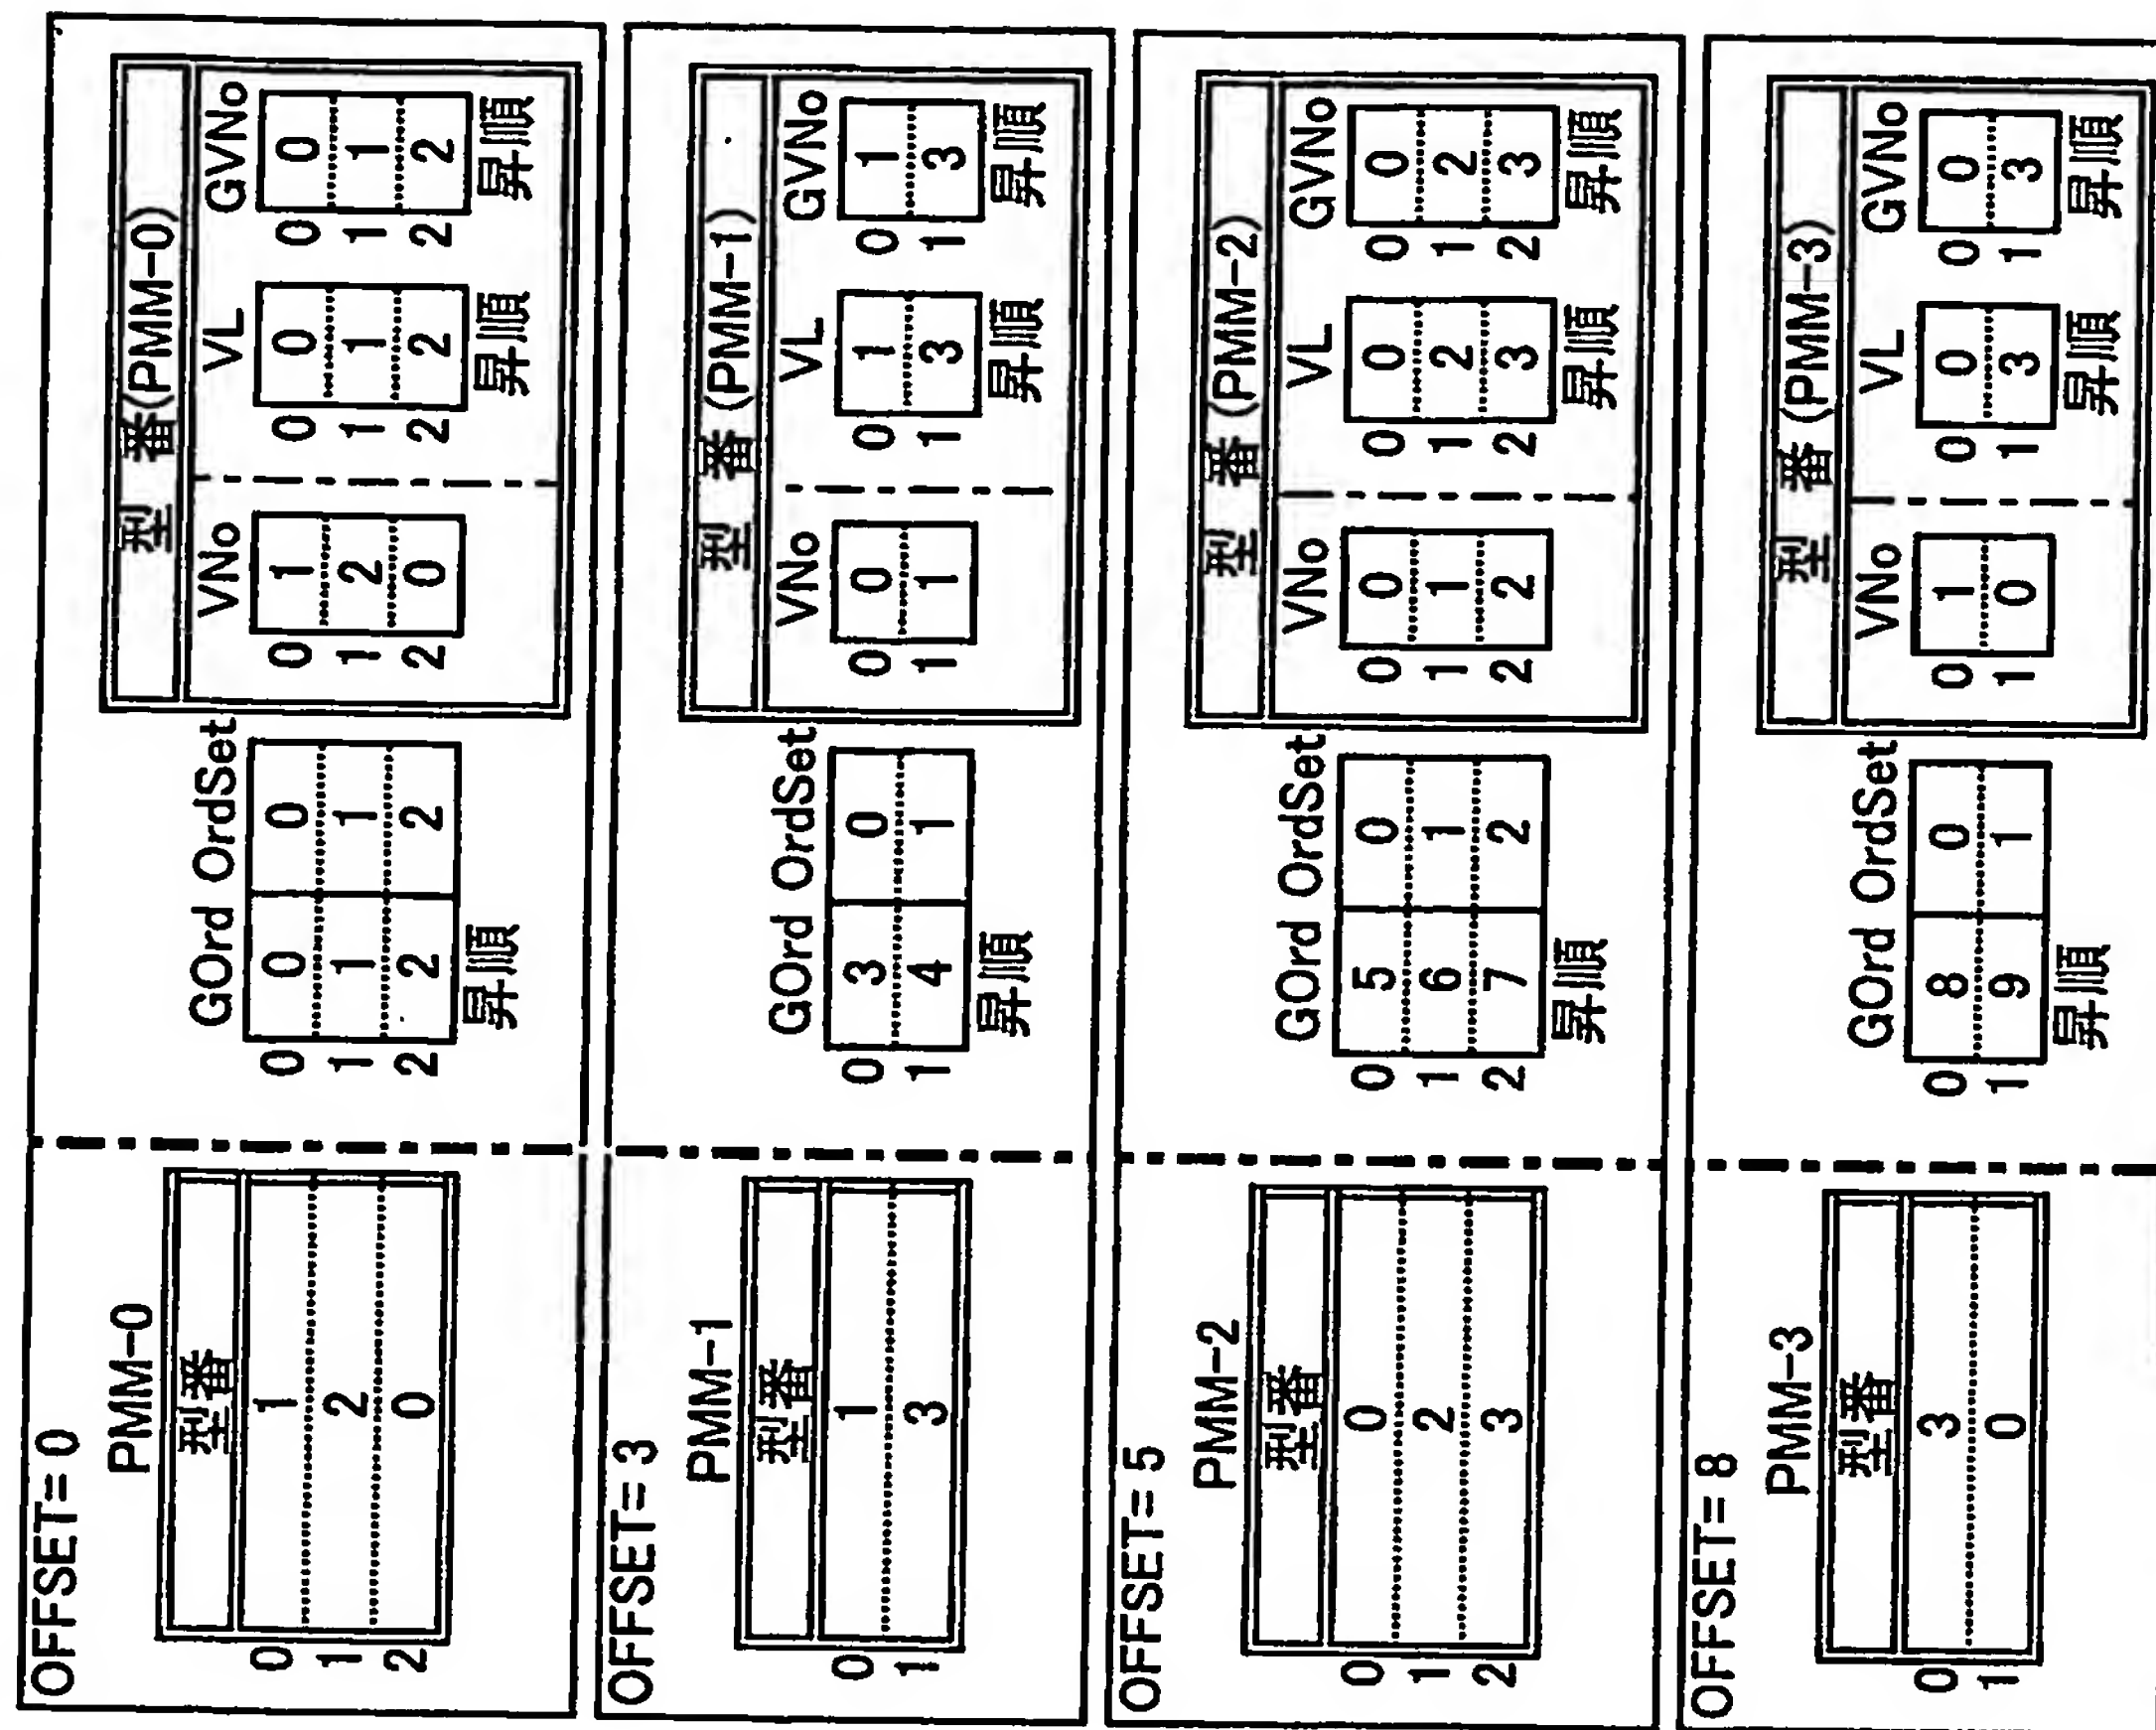 OFFSET= 0
PMM-0
型番
0 1
1 2
2 0
GOrd OrdSet
0 0 0
1 1 1
2 2 2
昇順
型 番(PMM-0)
VNo VL GVNo
0 1 0 0 0 0
1 2 1 1 1 1
2 0 2 2 2 2
昇順 昇順
OFFSET= 3
PMM-1
型番
0 1
1 3
GOrd OrdSet
0 3 0
1 4 1
昇順
型 番(PMM-1)
VNo VL GVNo
0 0 0 1 0 1
1 1 1 3 1 3
昇順 昇順
OFFSET= 5
PMM-2
型番
0 0
1 2
2 3
GOrd OrdSet
0 5 0
1 6 1
2 7 2
昇順
型 番(PMM-2)
VNo VL GVNo
0 0 0 0 0 0
1 1 1 2 1 2
2 2 2 3 2 3
昇順 昇順
OFFSET= 8
PMM-3
型番
0 3
1 0
GOrd OrdSet
0 8 0
1 9 1
昇順
型 番(PMM-3)
VNo VL GVNo
0 1 0 0 0 0
1 0 1 3 1 3
昇順 昇順